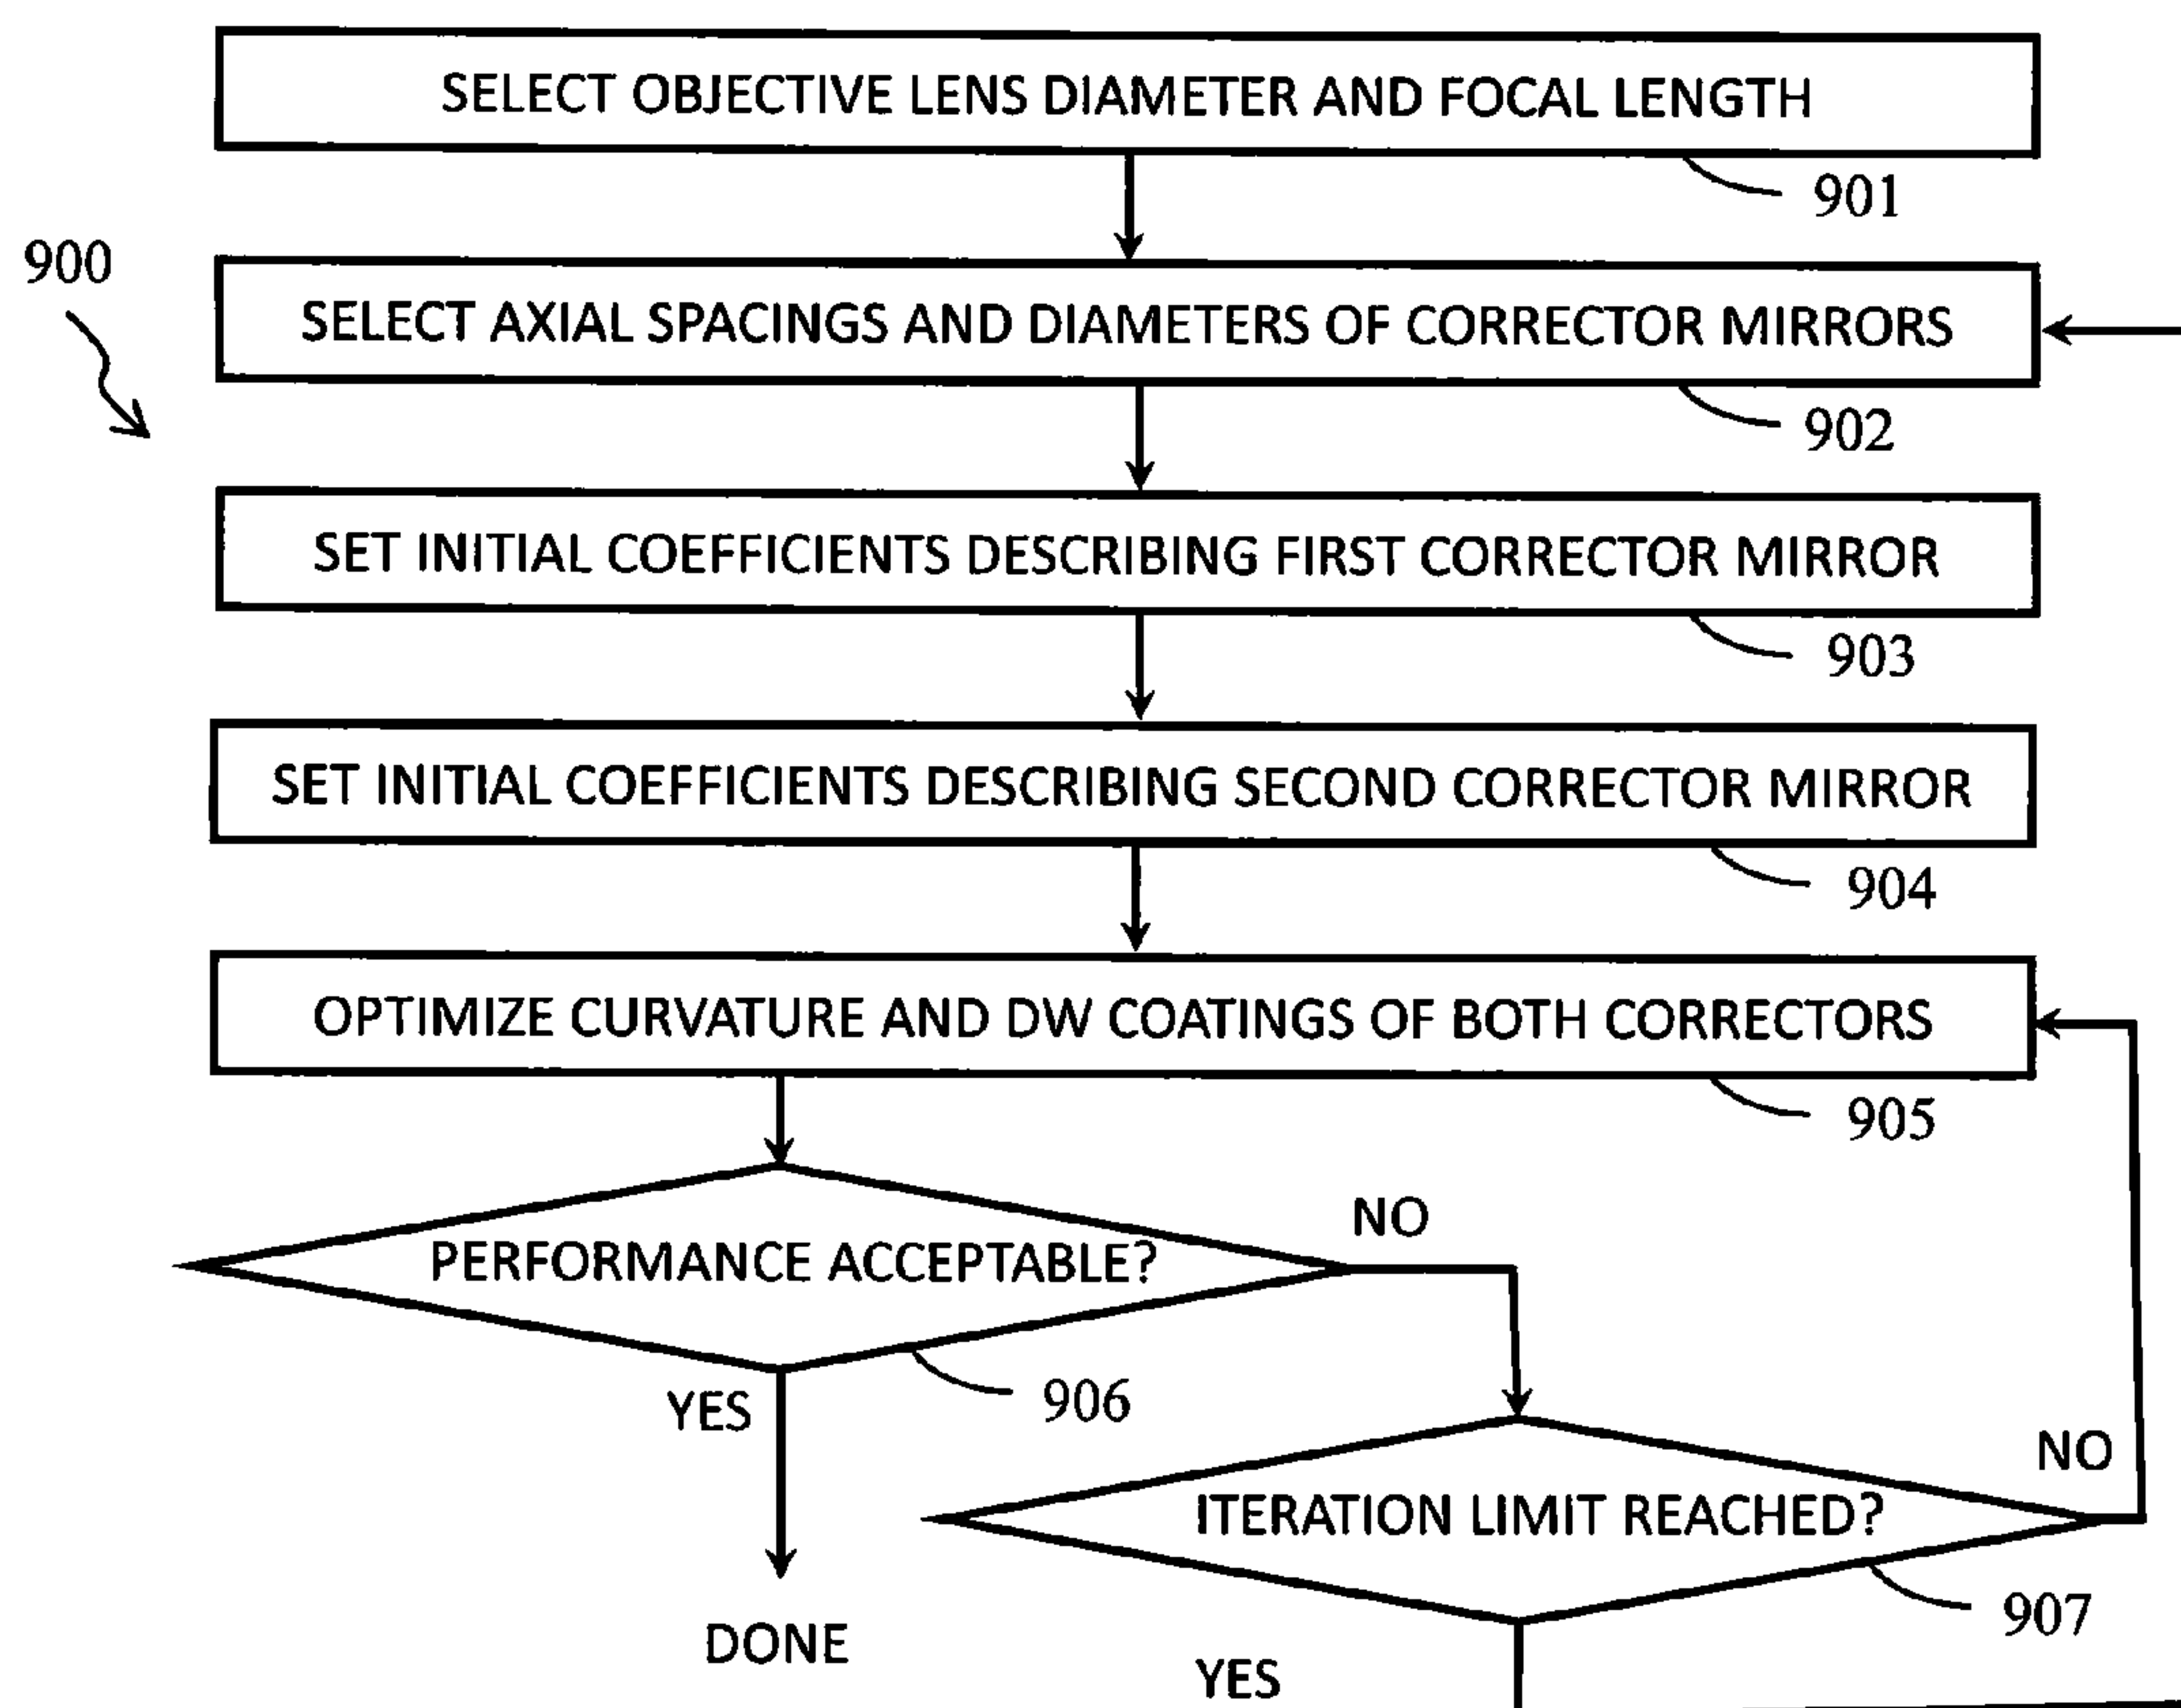 SELECT OBJECTIVE LENS DIAMETER AND FOCAL LENGTH
901
900
SELECT AXIAL SPACINGS AND DIAMETERS OF CORRECTOR MIRRORS
902
SET INITIAL COEFFICIENTS DESCRIBING FIRST CORRECTOR MIRROR
903
SET INITIAL COEFFICIENTS DESCRIBING SECOND CORRECTOR MIRROR
904
OPTIMIZE CURVATURE AND DW COATINGS OF BOTH CORRECTORS
905
NO
PERFORMANCE ACCEPTABLE?
906
YES
NO
ITERATION LIMIT REACHED?
907
DONE
YES